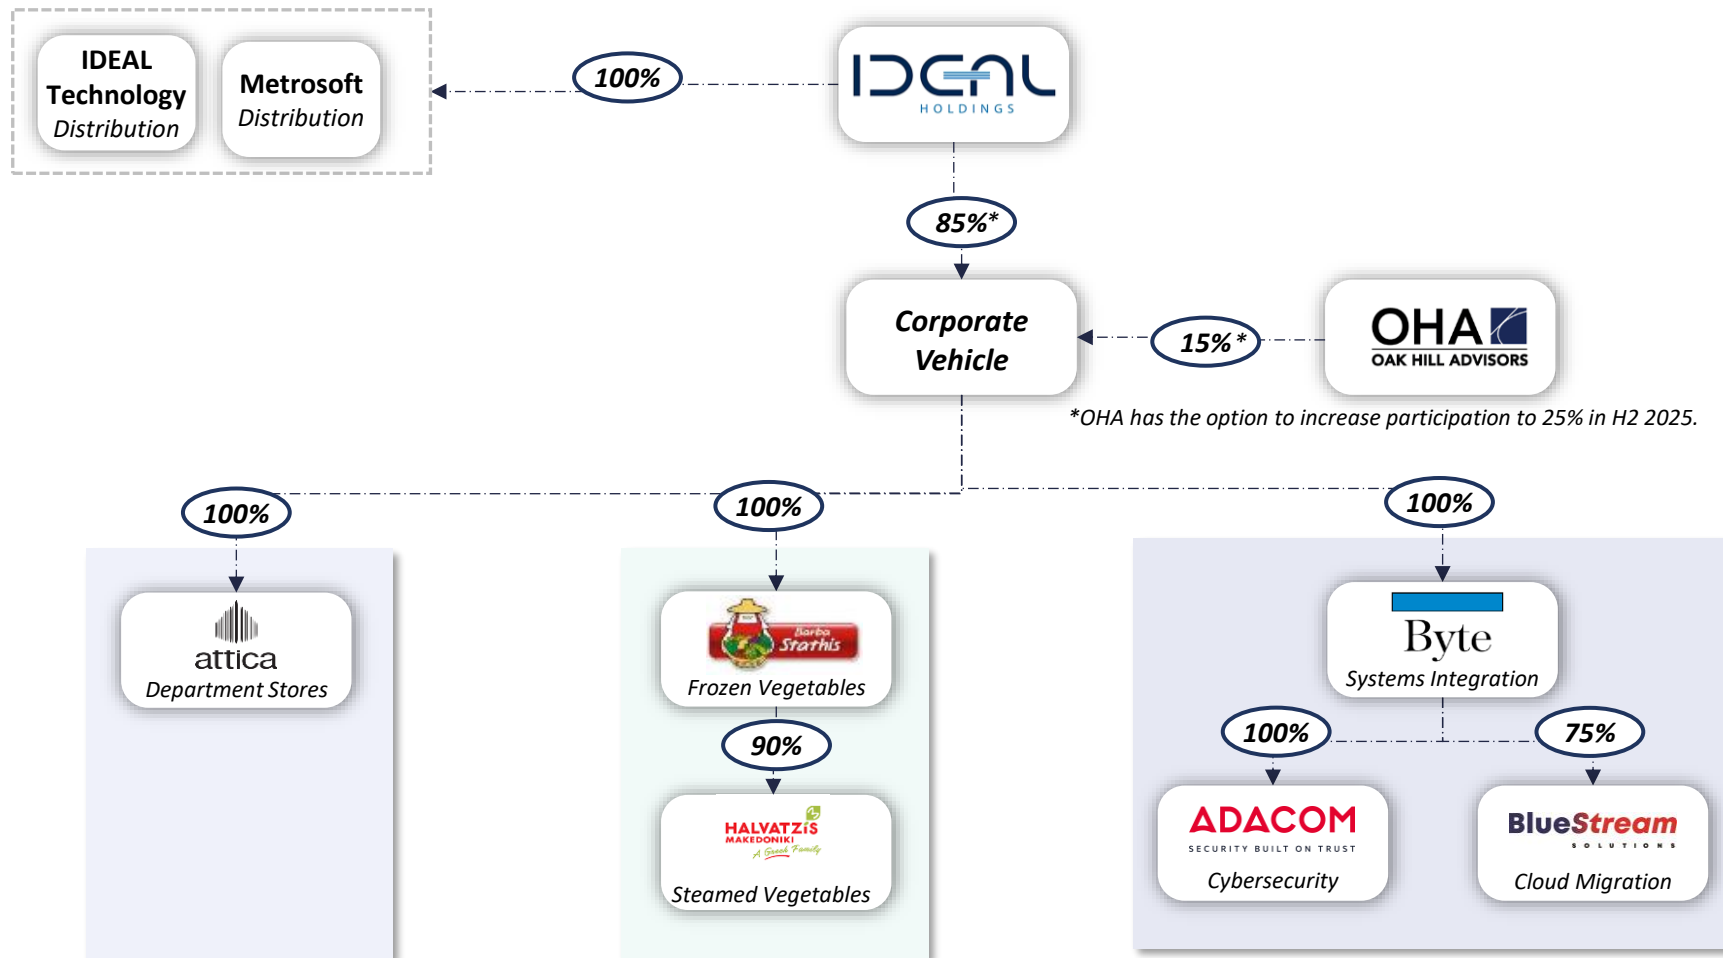 IDEAL
Technology
Distribution
Metrosoft
Distribution
100%
IDEAL
HOLDINGS
85%*
Corporate
Vehicle
15%*
OHA
OAK HILL ADVISORS
*OHA has the option to increase participation to 25% in H2 2025.
100%
100%
100%
attica
Department Stores
Barba
Stathis
Frozen Vegetables
90%
HALVATZiS
MAKEDONIKI
A Greek Family
Steamed Vegetables
Byte
Systems Integration
100%
75%
ADACOM
SECURITY BUILT ON TRUST
Cybersecurity
BlueStream
SOLUTIONS
Cloud Migration